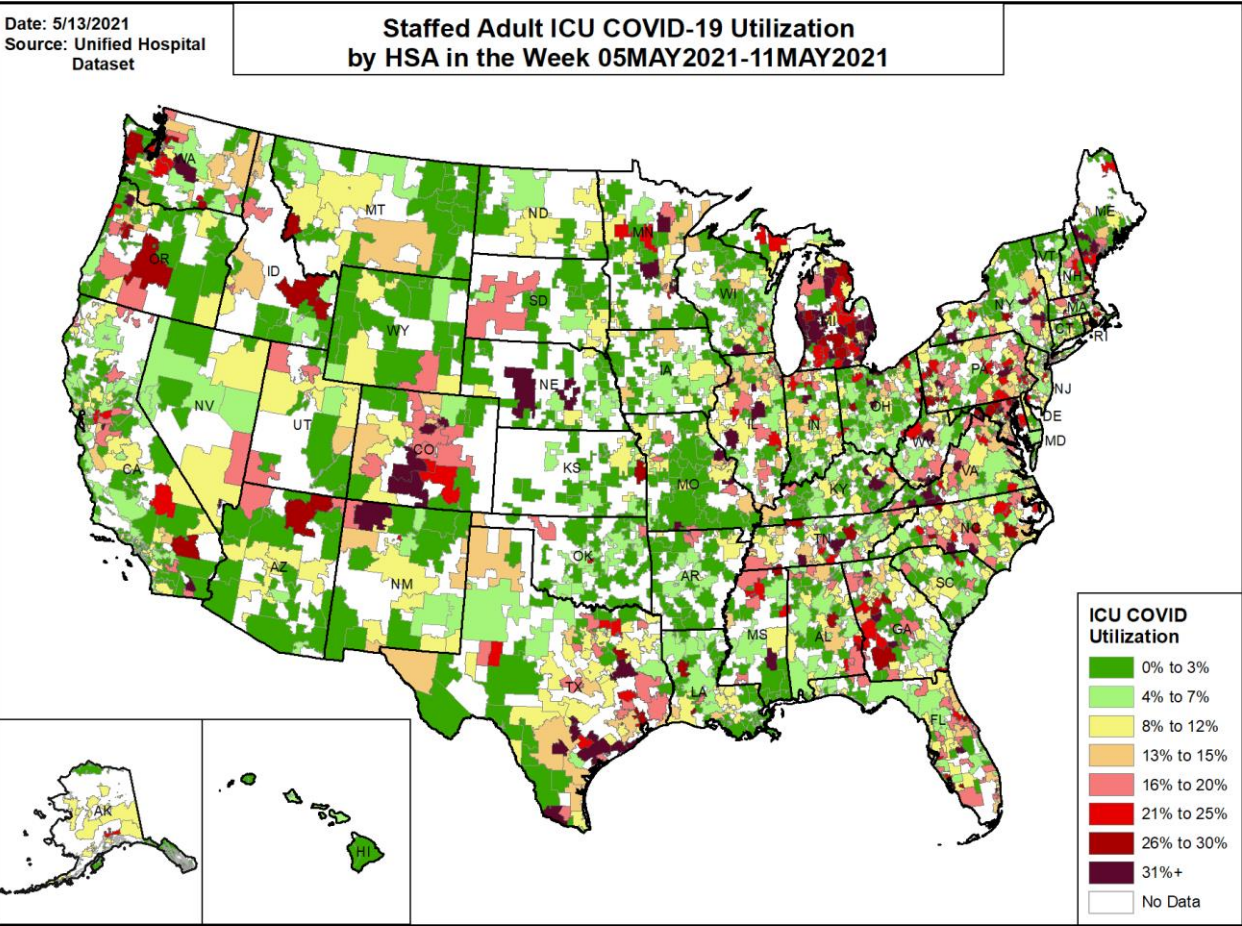 Date: 5/13/2021
Source: Unified Hospital
Dataset
Staffed Adult ICU COVID-19 Utilization
by HSA in the Week 05MAY2021-11MAY2021
WA
MT
ND
MN
ME
OR
ID
SD
WI
VT
NH
NY
MA
WY
MI
CT
RI
IA
PA
NJ
NE
NV
UT
OH
DE
IL
IN
MD
CO
WV
CA
KS
MO
VA
KY
NC
TN
OK
AZ
NM
AR
SC
MS
AL
GA
TX
LA
FL
AK
HI
ICU COVID
Utilization
0% to 3%
4% to 7%
8% to 12%
13% to 15%
16% to 20%
21% to 25%
26% to 30%
31%+
No Data